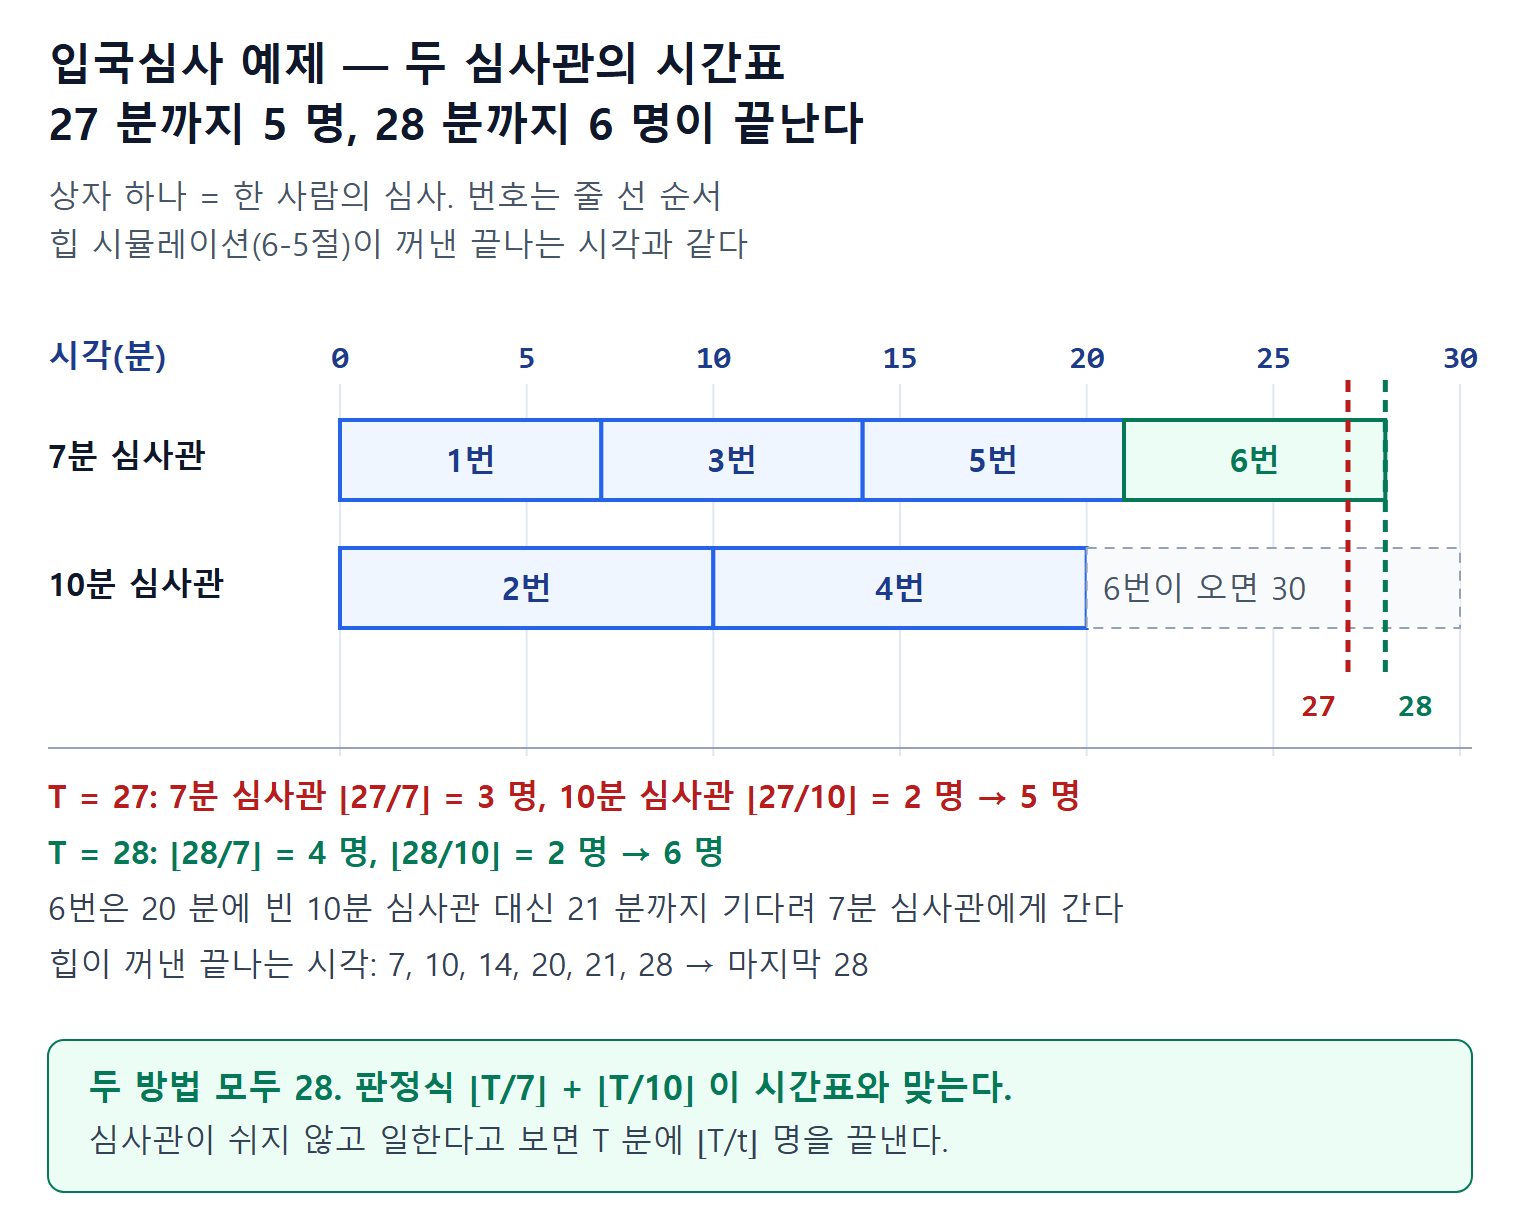 입국심사 예제 — 두 심사관의 시간표
27 분까지 5 명, 28 분까지 6 명이 끝난다
상자 하나 = 한 사람의 심사. 번호는 줄 선 순서
힙 시뮬레이션(6-5절)이 꺼낸 끝나는 시각과 같다
시각(분) 0 5 10 15 20 25 30
7분 심사관 1번 3번 5번 6번
10분 심사관 2번 4번 6번이 오면 30
27 28
T = 27: 7분 심사관 ⌊27/7⌋ = 3 명, 10분 심사관 ⌊27/10⌋ = 2 명 → 5 명
T = 28: ⌊28/7⌋ = 4 명, ⌊28/10⌋ = 2 명 → 6 명
6번은 20 분에 빈 10분 심사관 대신 21 분까지 기다려 7분 심사관에게 간다
힙이 꺼낸 끝나는 시각: 7, 10, 14, 20, 21, 28 → 마지막 28
두 방법 모두 28. 판정식 ⌊T/7⌋ + ⌊T/10⌋ 이 시간표와 맞는다.
심사관이 쉬지 않고 일한다고 보면 T 분에 ⌊T/t⌋ 명을 끝낸다.